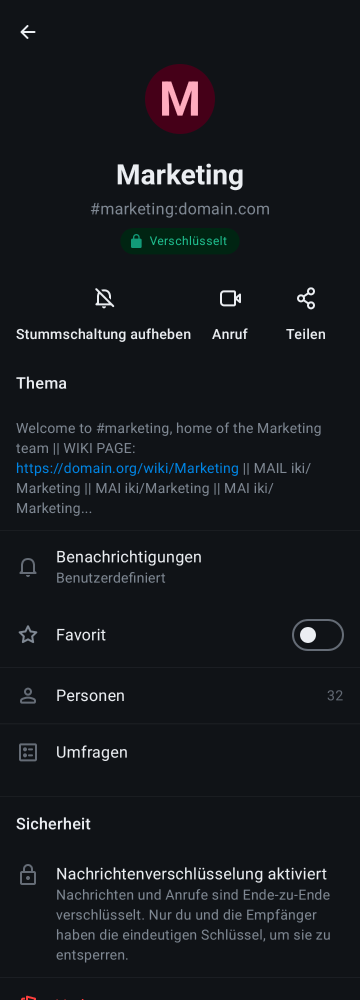 M
Marketing
#marketing:domain.com
Verschlüsselt
Stummschaltung aufheben
Anruf
Teilen
Thema
Welcome to #marketing, home of the Marketing
team || WIKI PAGE:
https://domain.org/wiki/Marketing || MAIL iki/
Marketing || MAI iki/Marketing || MAI iki/
Marketing...
Benachrichtigungen
Benutzerdefiniert
Favorit
Personen 32
Umfragen
Sicherheit
Nachrichtenverschlüsselung aktiviert
Nachrichten und Anrufe sind Ende-zu-Ende
verschlüsselt. Nur du und die Empfänger
haben die eindeutigen Schlüssel, um sie zu
entsperren.